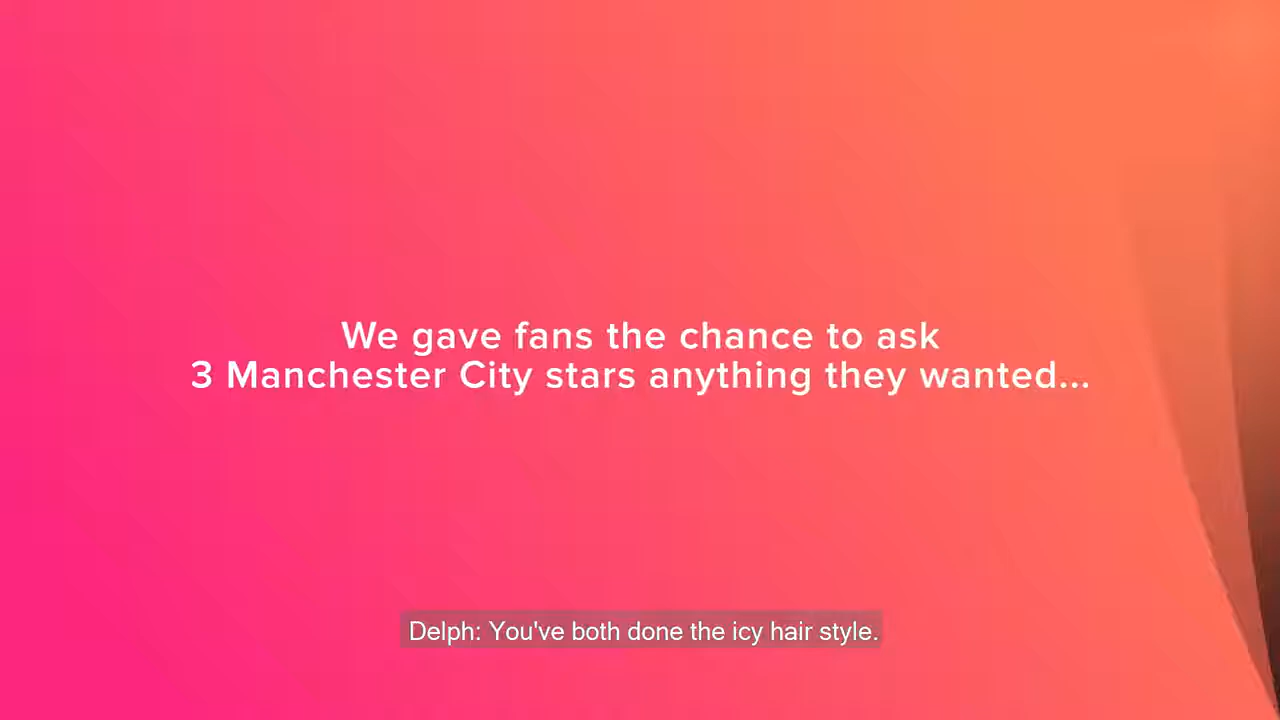 We gave fans the chance to ask
3 Manchester City stars anything they wanted...
Delph: You've both done the icy hair style.